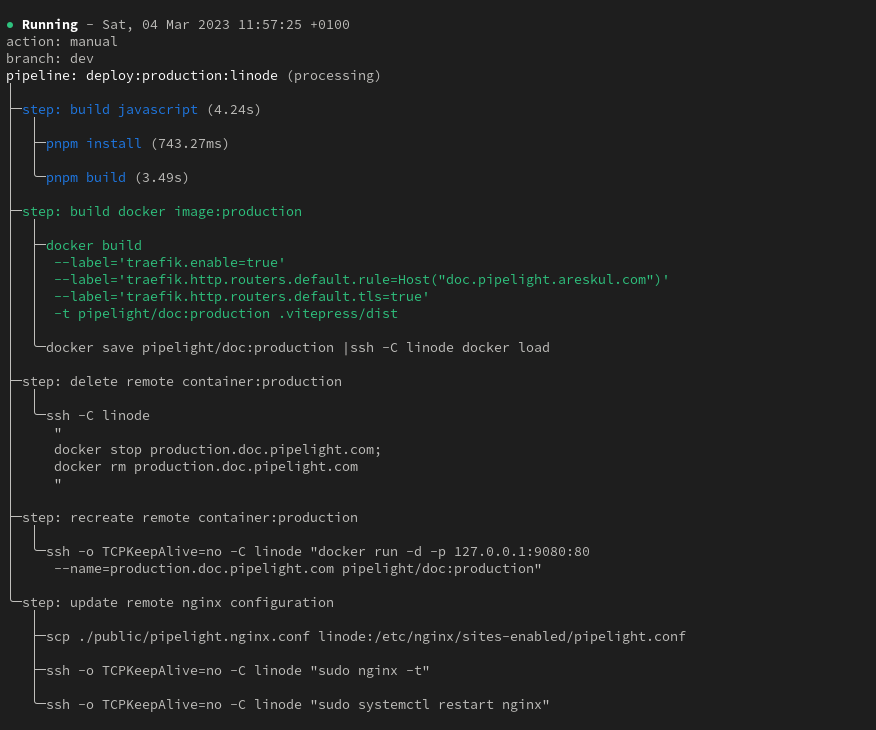 ● Running - Sat, 04 Mar 2023 11:57:25 +0100
action: manual
branch: dev
pipeline: deploy:production:linode (processing)
step: build javascript (4.24s)
pnpm install (743.27ms)
pnpm build (3.49s)
step: build docker image:production
docker build
--label='traefik.enable=true'
--label='traefik.http.routers.default.rule=Host("doc.pipelight.areskul.com")'
--label='traefik.http.routers.default.tls=true'
-t pipelight/doc:production .vitepress/dist
docker save pipelight/doc:production |ssh -C linode docker load
step: delete remote container:production
ssh -C linode
"
docker stop production.doc.pipelight.com;
docker rm production.doc.pipelight.com
"
step: recreate remote container:production
ssh -o TCPKeepAlive=no -C linode "docker run -d -p 127.0.0.1:9080:80
--name=production.doc.pipelight.com pipelight/doc:production"
step: update remote nginx configuration
scp ./public/pipelight.nginx.conf linode:/etc/nginx/sites-enabled/pipelight.conf
ssh -o TCPKeepAlive=no -C linode "sudo nginx -t"
ssh -o TCPKeepAlive=no -C linode "sudo systemctl restart nginx"